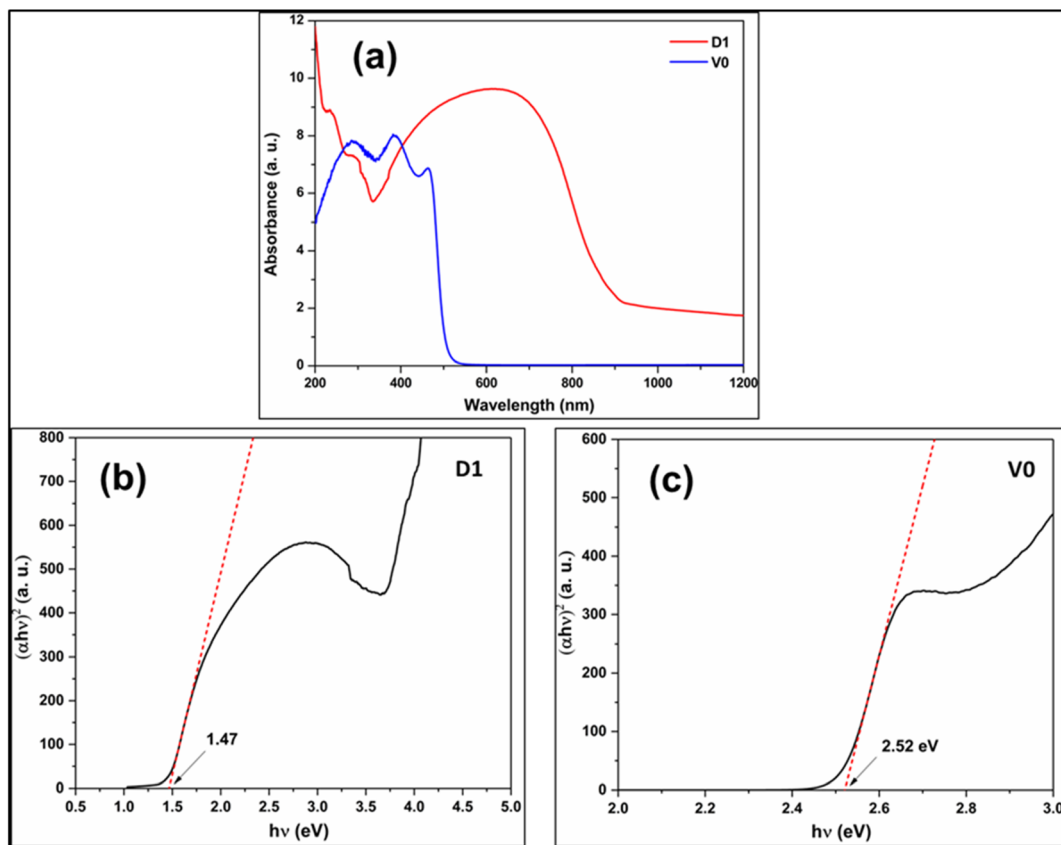 (a)
D1
V0
12
10
8
6
4
2
0
Absorbance (a. u.)
200 400 600 800 1000 1200
Wavelength (nm)
(b)
D1
800
700
600
500
400
300
200
100
0
(αhν)² (a. u.)
1.47
0.5 1.0 1.5 2.0 2.5 3.0 3.5 4.0 4.5 5.0
hν (eV)
(c)
V0
600
500
400
300
200
100
0
(αhν)² (a. u.)
2.52 eV
2.0 2.2 2.4 2.6 2.8 3.0
hν (eV)